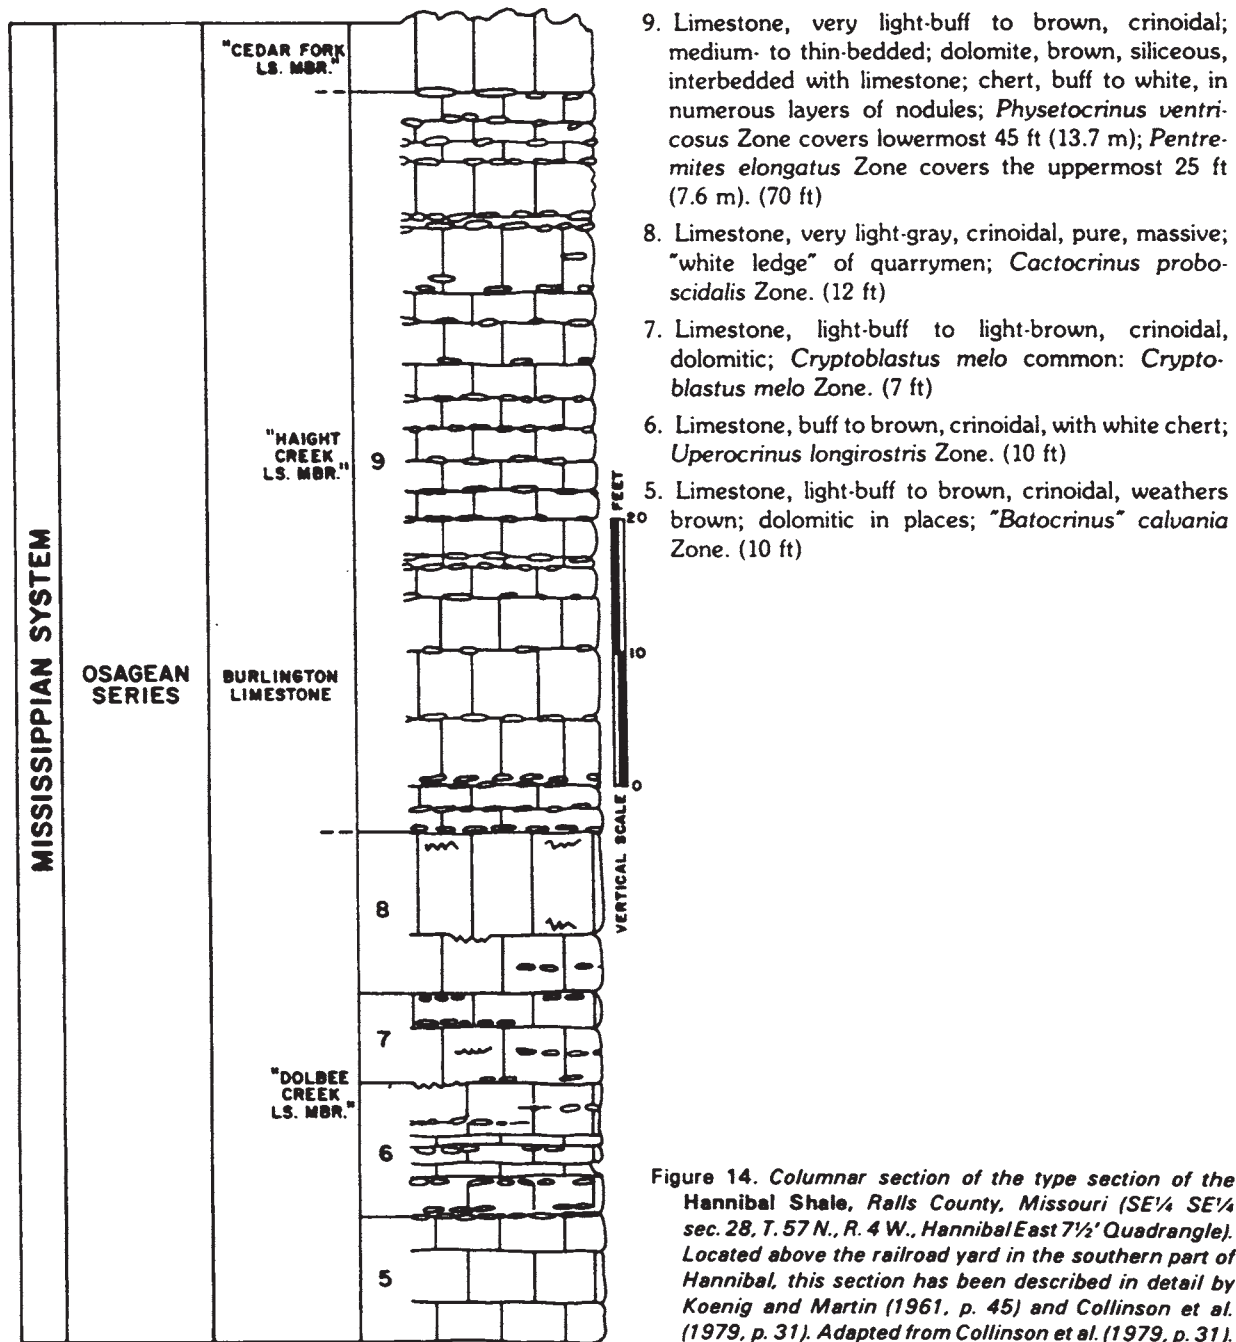 MISSISSIPPIAN SYSTEM
OSAGEAN
SERIES
BURLINGTON
LIMESTONE
"CEDAR FORK
LS. MBR."
"HAIGHT
CREEK
LS. MBR."
"DOLBEE
CREEK
LS. MBR."
9
8
7
6
5
FEET
20
10
0
VERTICAL SCALE
9. Limestone, very light-buff to brown, crinoidal;
medium- to thin-bedded; dolomite, brown, siliceous,
interbedded with limestone; chert, buff to white, in
numerous layers of nodules; Physetocrinus ventri-
cosus Zone covers lowermost 45 ft (13.7 m); Pentre-
mites elongatus Zone covers the uppermost 25 ft
(7.6 m). (70 ft)
8. Limestone, very light-gray, crinoidal, pure, massive;
"white ledge" of quarrymen; Cactocrinus probo-
scidalis Zone. (12 ft)
7. Limestone, light-buff to light-brown, crinoidal,
dolomitic; Cryptoblastus melo common: Crypto-
blastus melo Zone. (7 ft)
6. Limestone, buff to brown, crinoidal, with white chert;
Uperocrinus longirostris Zone. (10 ft)
5. Limestone, light-buff to brown, crinoidal, weathers
brown; dolomitic in places; "Batocrinus" calvania
Zone. (10 ft)
Figure 14. Columnar section of the type section of the
Hannibal Shale, Ralls County, Missouri (SE¼ SE¼
sec. 28, T. 57 N., R. 4 W., Hannibal East 7½' Quadrangle).
Located above the railroad yard in the southern part of
Hannibal, this section has been described in detail by
Koenig and Martin (1961, p. 45) and Collinson et al.
(1979, p. 31). Adapted from Collinson et al. (1979, p. 31).